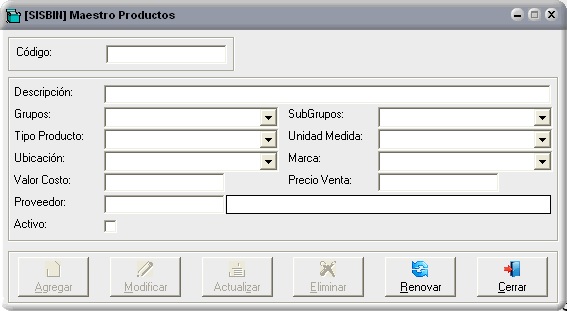 [SISBIN] Maestro Productos
Código:
Descripción:
Grupos: SubGrupos:
Tipo Producto: Unidad Medida:
Ubicación: Marca:
Valor Costo: Precio Venta:
Proveedor:
Activo:
Agregar Modificar Actualizar Eliminar Renovar Cerrar